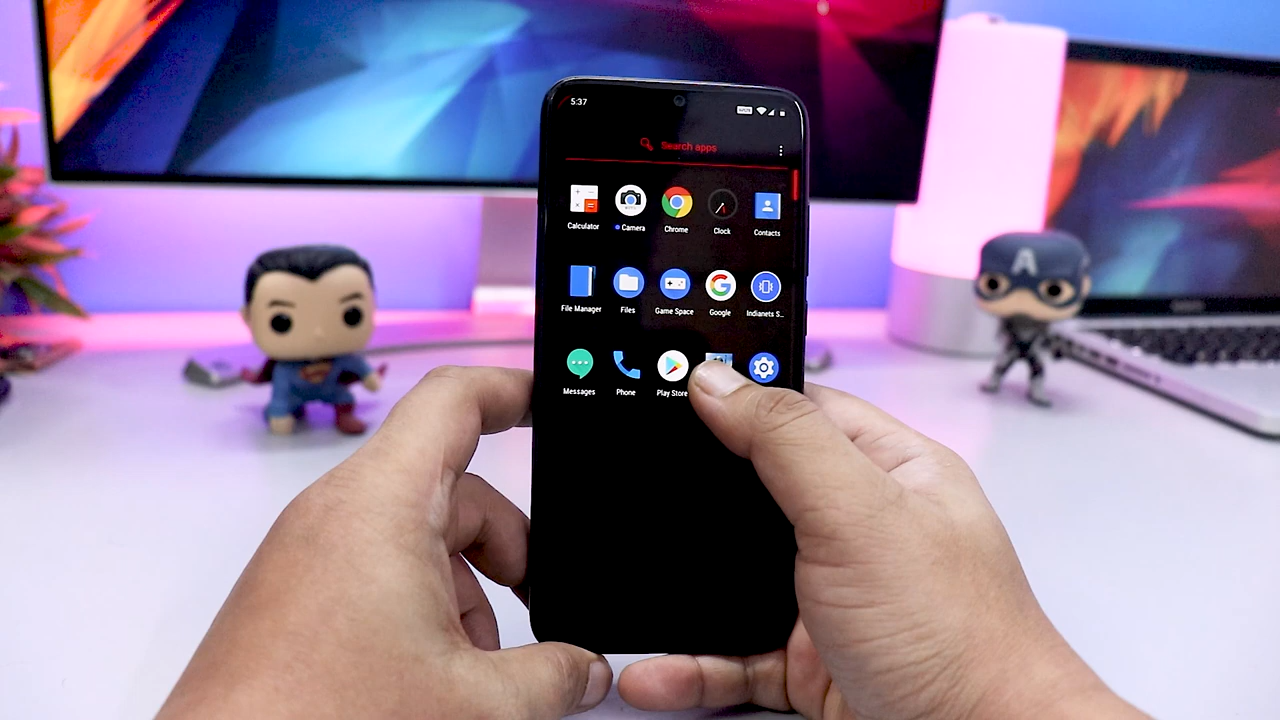 5:37
Search apps
Calculator Camera Chrome Clock Contacts
File Manager Files Game Space Google Indianets S...
Messages Phone Play Store
A